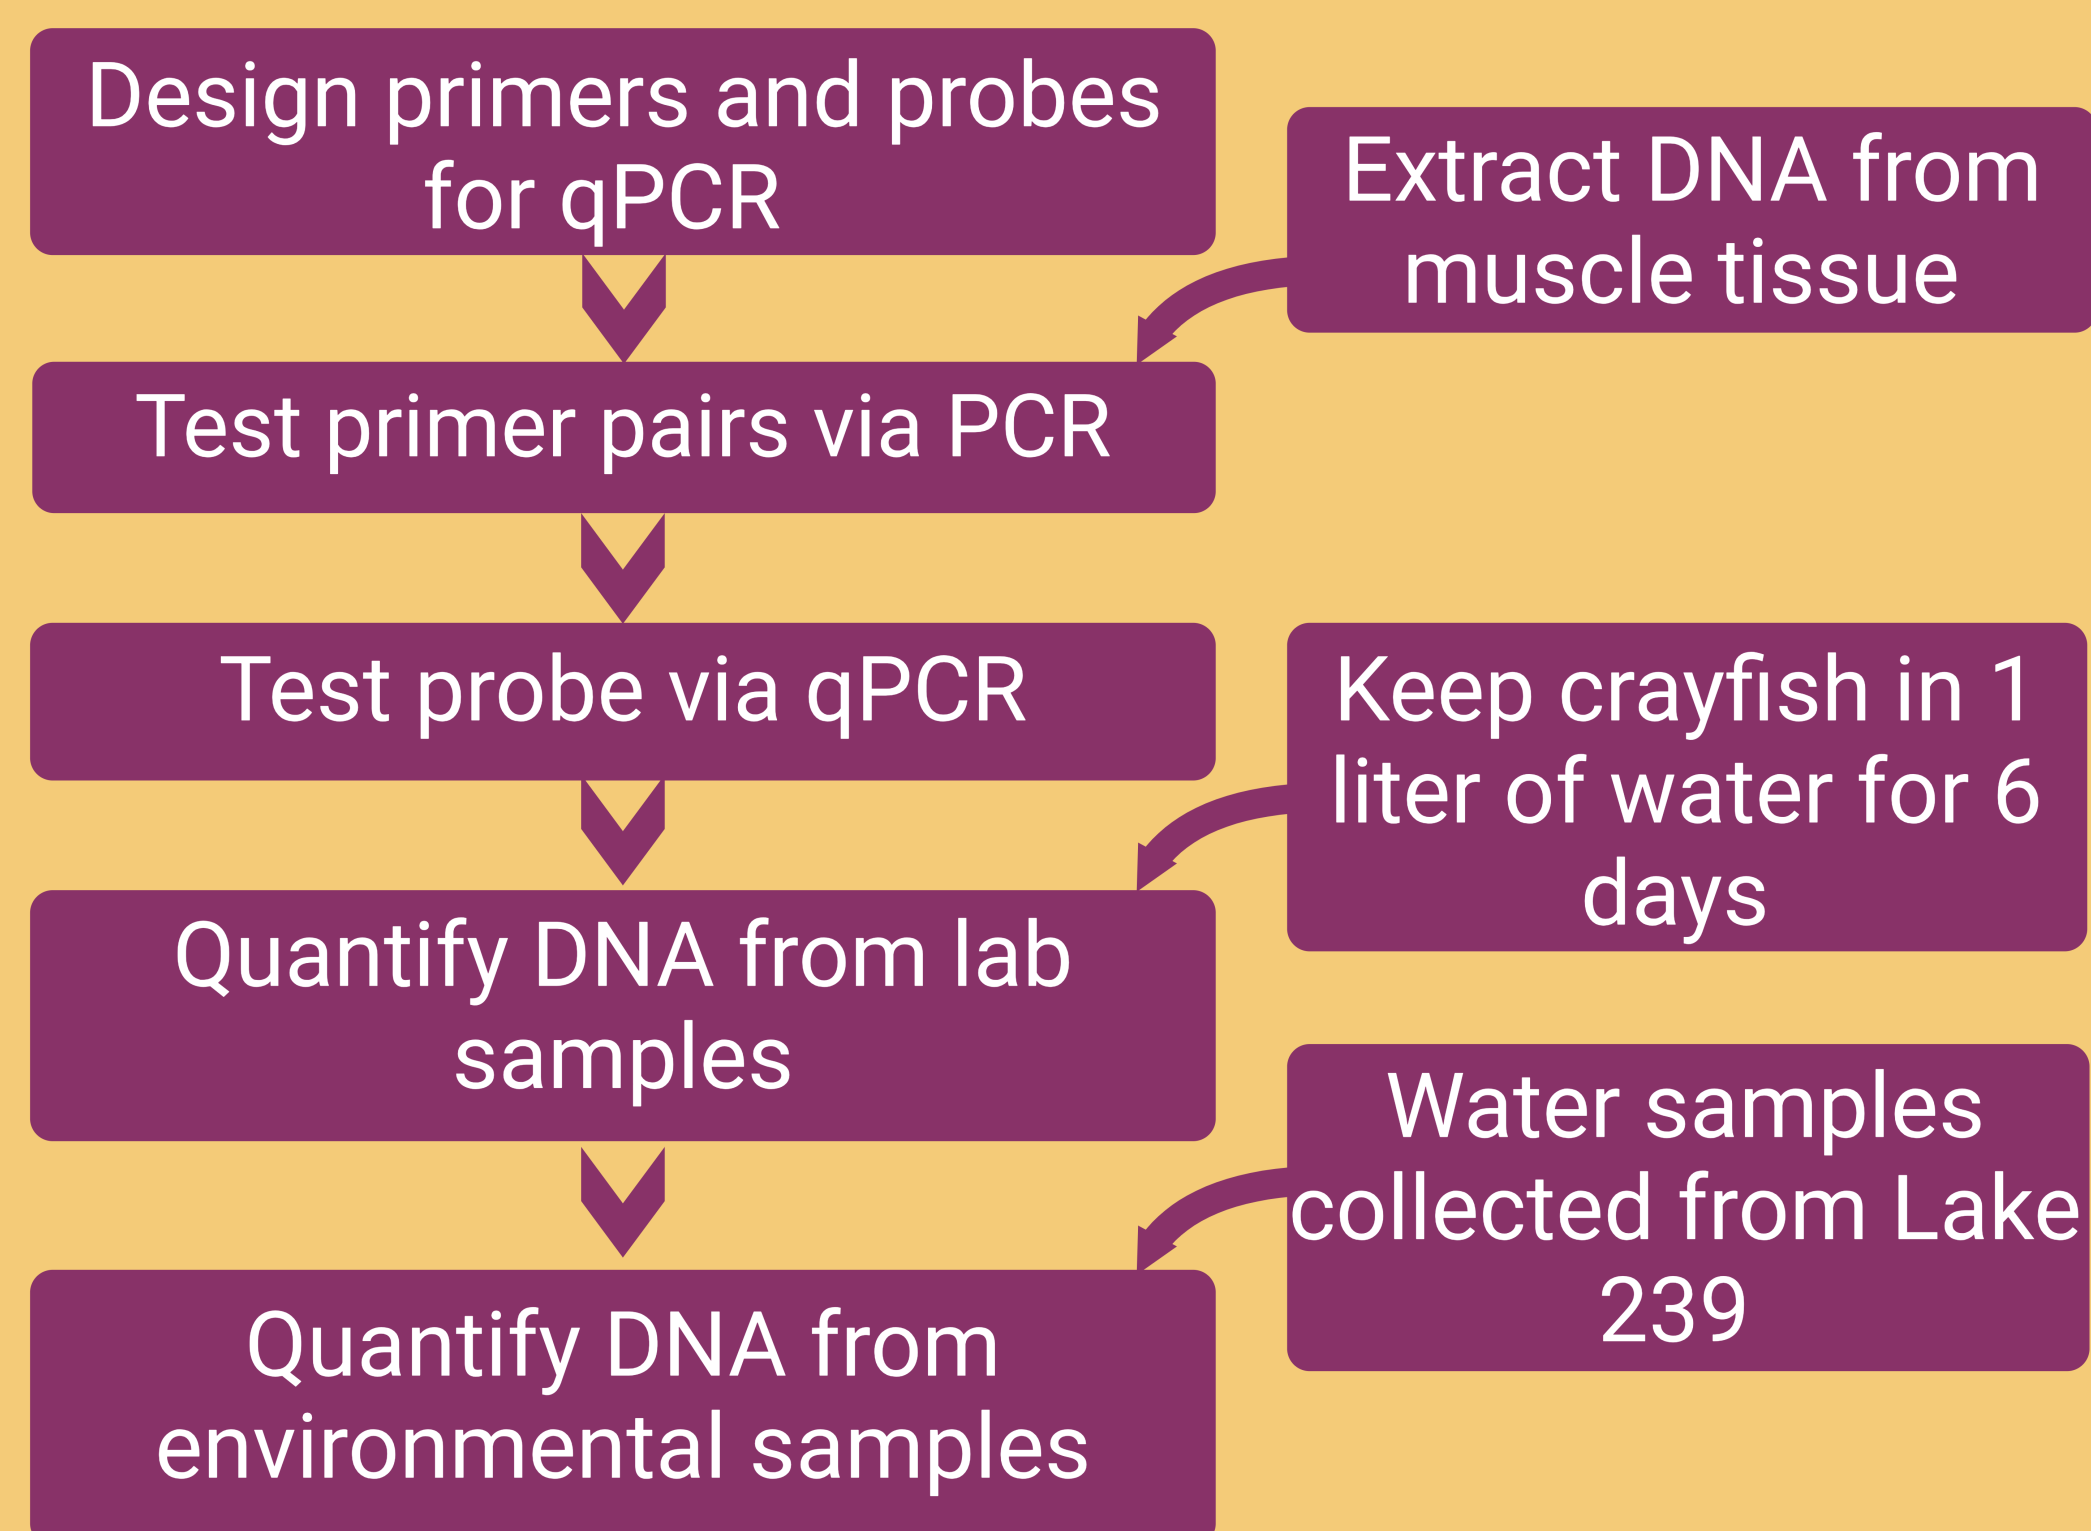 Design primers and probes
for qPCR
Extract DNA from
muscle tissue
Test primer pairs via PCR
Test probe via qPCR
Keep crayfish in 1
liter of water for 6
days
Quantify DNA from lab
samples
Water samples
collected from Lake
239
Quantify DNA from
environmental samples